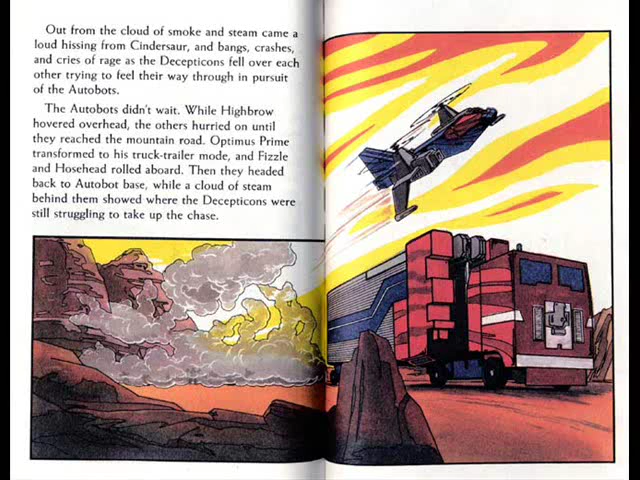 Out from the cloud of smoke and steam came a
loud hissing from Cindersaur, and bangs, crashes,
and cries of rage as the Decepticons fell over each
other trying to feel their way through in pursuit
of the Autobots.
The Autobots didn't wait. While Highbrow
hovered overhead, the others hurried on until
they reached the mountain road. Optimus Prime
transformed to his truck-trailer mode, and Fizzle
and Hosehead rolled aboard. Then they headed
back to Autobot base, while a cloud of steam
behind them showed where the Decepticons were
still struggling to take up the chase.